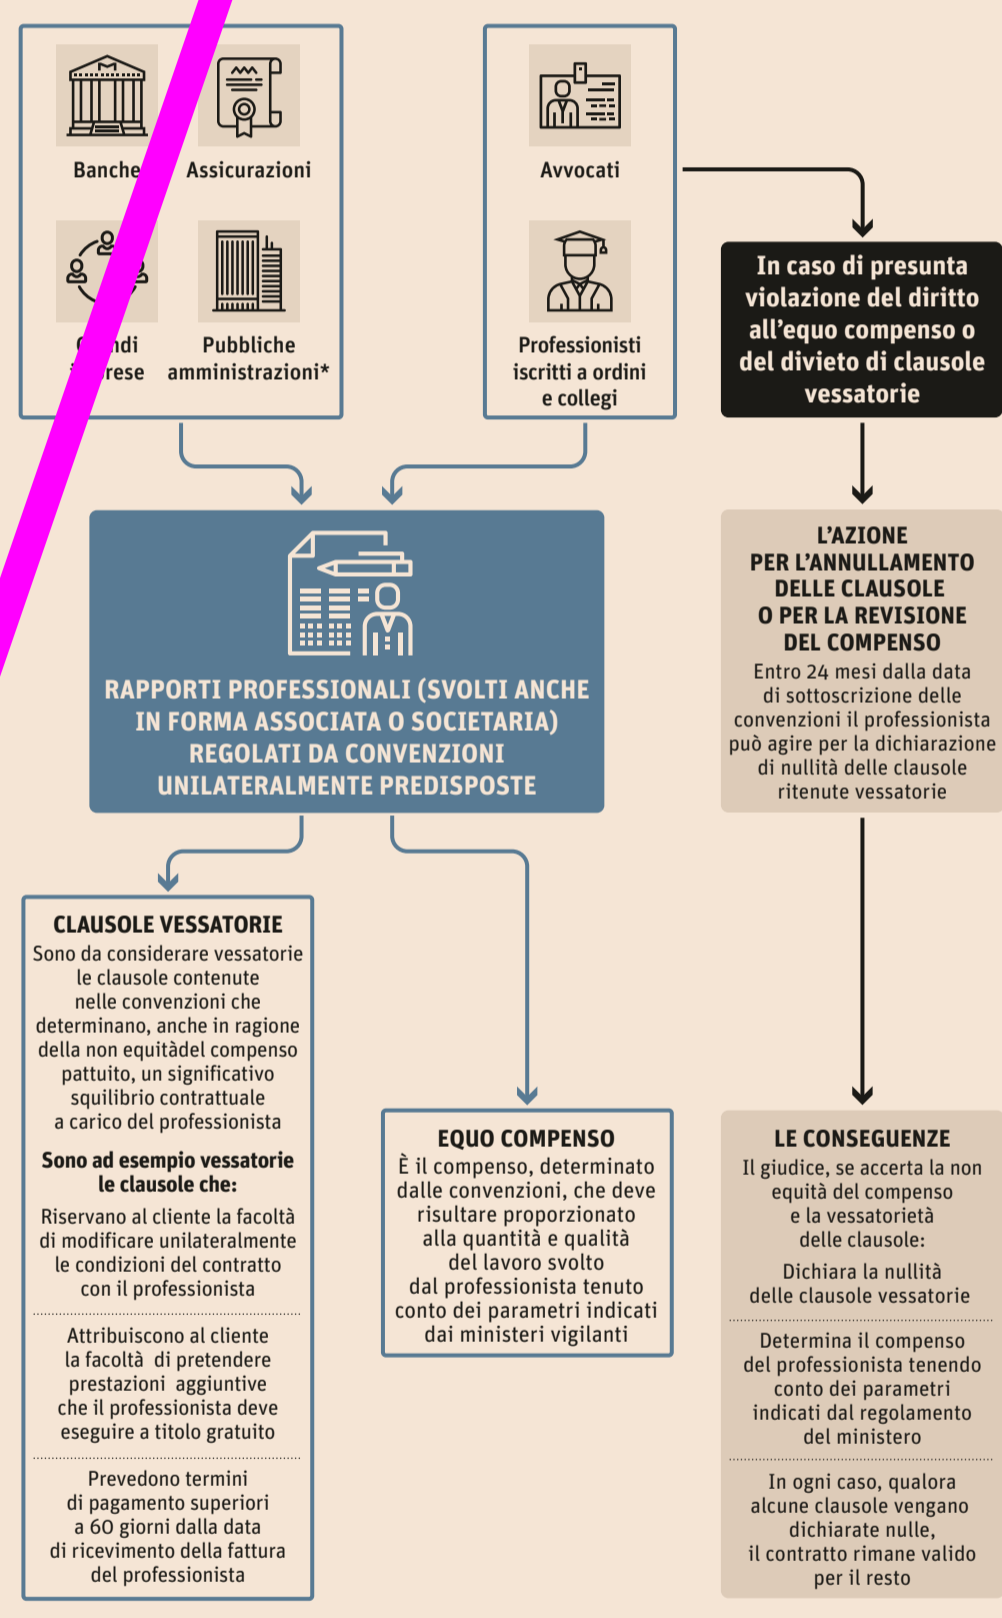 Banche
Assicurazioni
ndi
rese
Pubbliche
amministrazioni*
Avvocati
Professionisti
iscritti a ordini
e collegi
In caso di presunta
violazione del diritto
all'equo compenso o
del divieto di clausole
vessatorie
RAPPORTI PROFESSIONALI (SVOLTI ANCHE
IN FORMA ASSOCIATA O SOCIETARIA)
REGOLATI DA CONVENZIONI
UNILATERALMENTE PREDISPOSTE
L'AZIONE
PER L'ANNULLAMENTO
DELLE CLAUSOLE
O PER LA REVISIONE
DEL COMPENSO
Entro 24 mesi dalla data
di sottoscrizione delle
convenzioni il professionista
può agire per la dichiarazione
di nullità delle clausole
ritenute vessatorie
CLAUSOLE VESSATORIE
Sono da considerare vessatorie
le clausole contenute
nelle convenzioni che
determinano, anche in ragione
della non equitàdel compenso
pattuito, un significativo
squilibrio contrattuale
a carico del professionista
Sono ad esempio vessatorie
le clausole che:
Riservano al cliente la facoltà
di modificare unilateralmente
le condizioni del contratto
con il professionista
Attribuiscono al cliente
la facoltà di pretendere
prestazioni aggiuntive
che il professionista deve
eseguire a titolo gratuito
Prevedono termini
di pagamento superiori
a 60 giorni dalla data
di ricevimento della fattura
del professionista
EQUO COMPENSO
È il compenso, determinato
dalle convenzioni, che deve
risultare proporzionato
alla quantità e qualità
del lavoro svolto
dal professionista tenuto
conto dei parametri indicati
dai ministeri vigilanti
LE CONSEGUENZE
Il giudice, se accerta la non
equità del compenso
e la vessatorietà
delle clausole:
Dichiara la nullità
delle clausole vessatorie
Determina il compenso
del professionista tenendo
conto dei parametri
indicati dal regolamento
del ministero
In ogni caso, qualora
alcune clausole vengano
dichiarate nulle,
il contratto rimane valido
per il resto